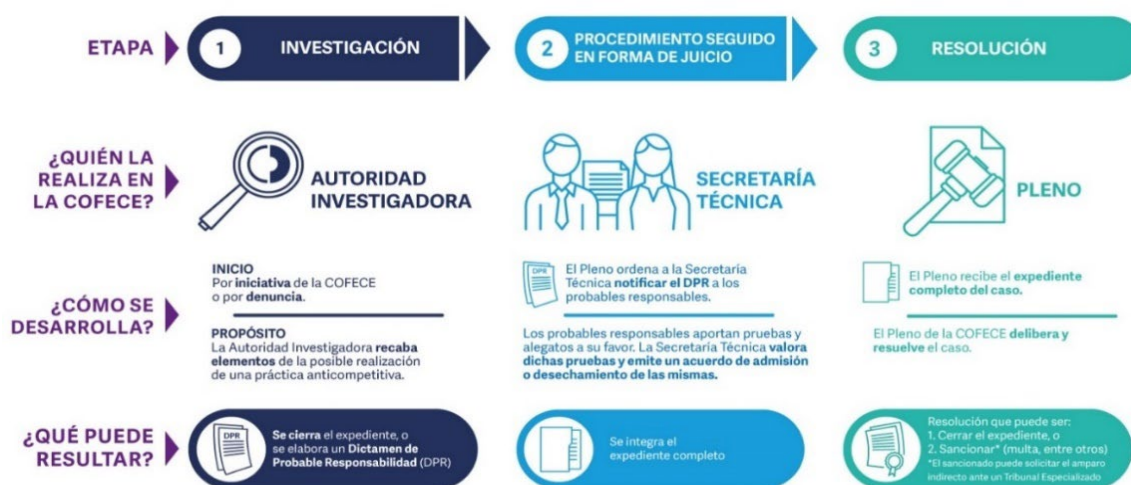 ETAPA
1
INVESTIGACIÓN
2
PROCEDIMIENTO SEGUIDO
EN FORMA DE JUICIO
3
RESOLUCIÓN
¿QUIÉN LA
REALIZA EN
LA COFECE?
AUTORIDAD
INVESTIGADORA
SECRETARÍA
TÉCNICA
PLENO
¿CÓMO SE
DESARROLLA?
INICIO
Por iniciativa de la COFECE
o por denuncia.
PROPÓSITO
La Autoridad Investigadora recaba
elementos de la posible realización
de una práctica anticompetitiva.
DPR
El Pleno ordena a la Secretaría
Técnica notificar el DPR a los
probables responsables.
Los probables responsables aportan pruebas y
alegatos a su favor. La Secretaría Técnica valora
dichas pruebas y emite un acuerdo de admisión
o desechamiento de las mismas.
El Pleno recibe el expediente
completo del caso.
El Pleno de la COFECE delibera y
resuelve el caso.
¿QUÉ PUEDE
RESULTAR?
DPR
Se cierra el expediente, o
se elabora un Dictamen de
Probable Responsabilidad (DPR)
Se integra el
expediente completo
Resolución que puede ser:
1. Cerrar el expediente, o
2. Sancionar* (multa, entre otros)
*El sancionado puede solicitar el amparo
indirecto ante un Tribunal Especializado